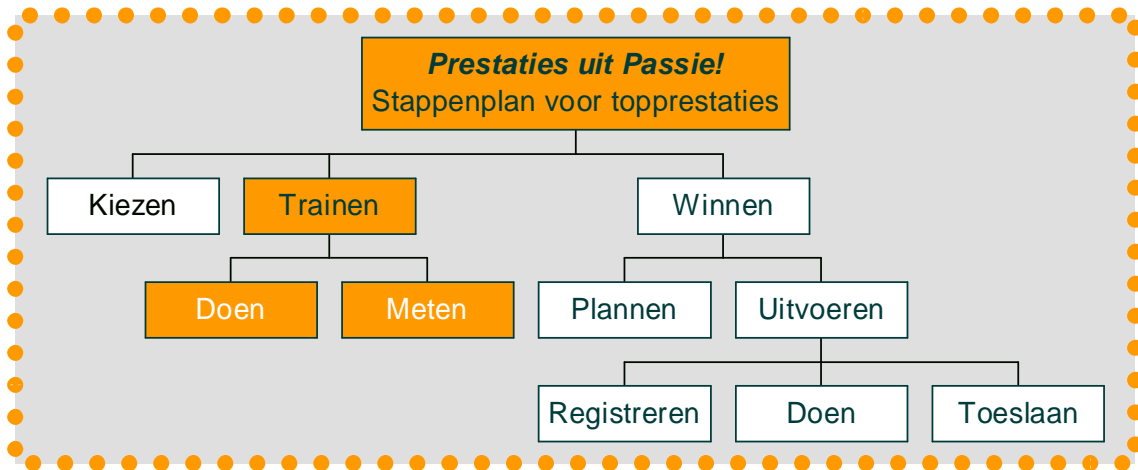 Prestaties uit Passie!
Stappenplan voor topprestaties
Kiezen
Trainen
Winnen
Doen
Meten
Plannen
Uitvoeren
Registreren
Doen
Toeslaan